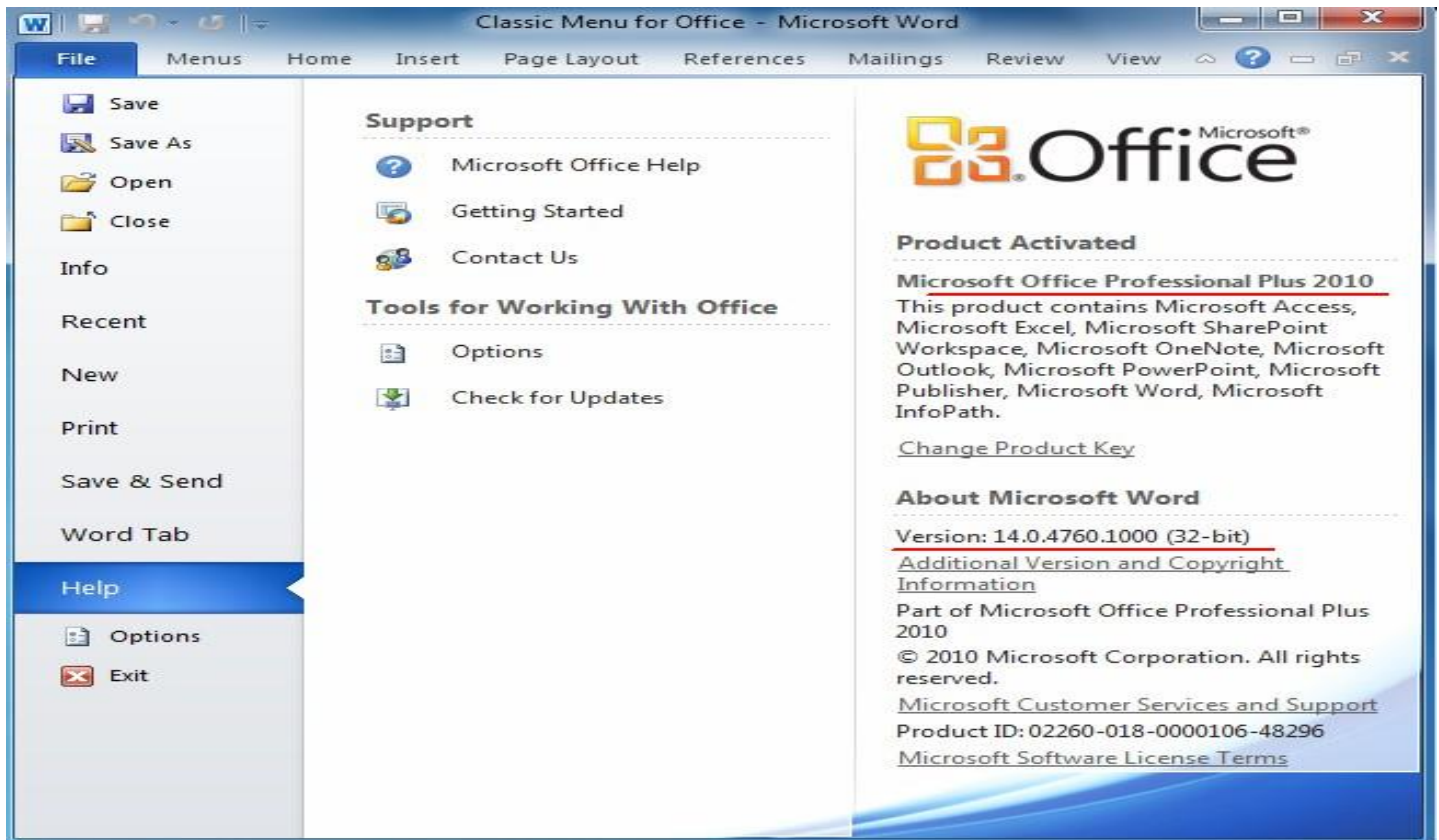 Classic Menu for Office - Microsoft Word
File Menus Home Insert Page Layout References Mailings Review View
Save
Save As
Open
Close
Info
Recent
New
Print
Save & Send
Word Tab
Help
Options
Exit
Support
Microsoft Office Help
Getting Started
Contact Us
Tools for Working With Office
Options
Check for Updates
Microsoft®
Office
Product Activated
Microsoft Office Professional Plus 2010
This product contains Microsoft Access,
Microsoft Excel, Microsoft SharePoint
Workspace, Microsoft OneNote, Microsoft
Outlook, Microsoft PowerPoint, Microsoft
Publisher, Microsoft Word, Microsoft
InfoPath.
Change Product Key
About Microsoft Word
Version: 14.0.4760.1000 (32-bit)
Additional Version and Copyright
Information
Part of Microsoft Office Professional Plus
2010
© 2010 Microsoft Corporation. All rights
reserved.
Microsoft Customer Services and Support
Product ID: 02260-018-0000106-48296
Microsoft Software License Terms